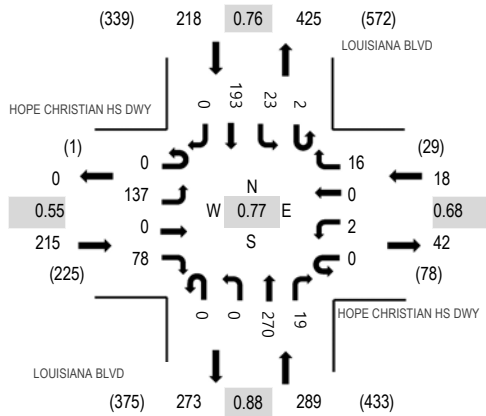 (339) 218 0.76 425 (572)
LOUISIANA BLVD
HOPE CHRISTIAN HS DWY
0 193 23 2
(1) 0 16 (29)
0 137 N 0 18
0.55 0 W 0.77 E 2 0.68
215 78 S 0 42
(225) (78)
0 0 270 19
HOPE CHRISTIAN HS DWY
LOUISIANA BLVD
(375) 273 0.88 289 (433)